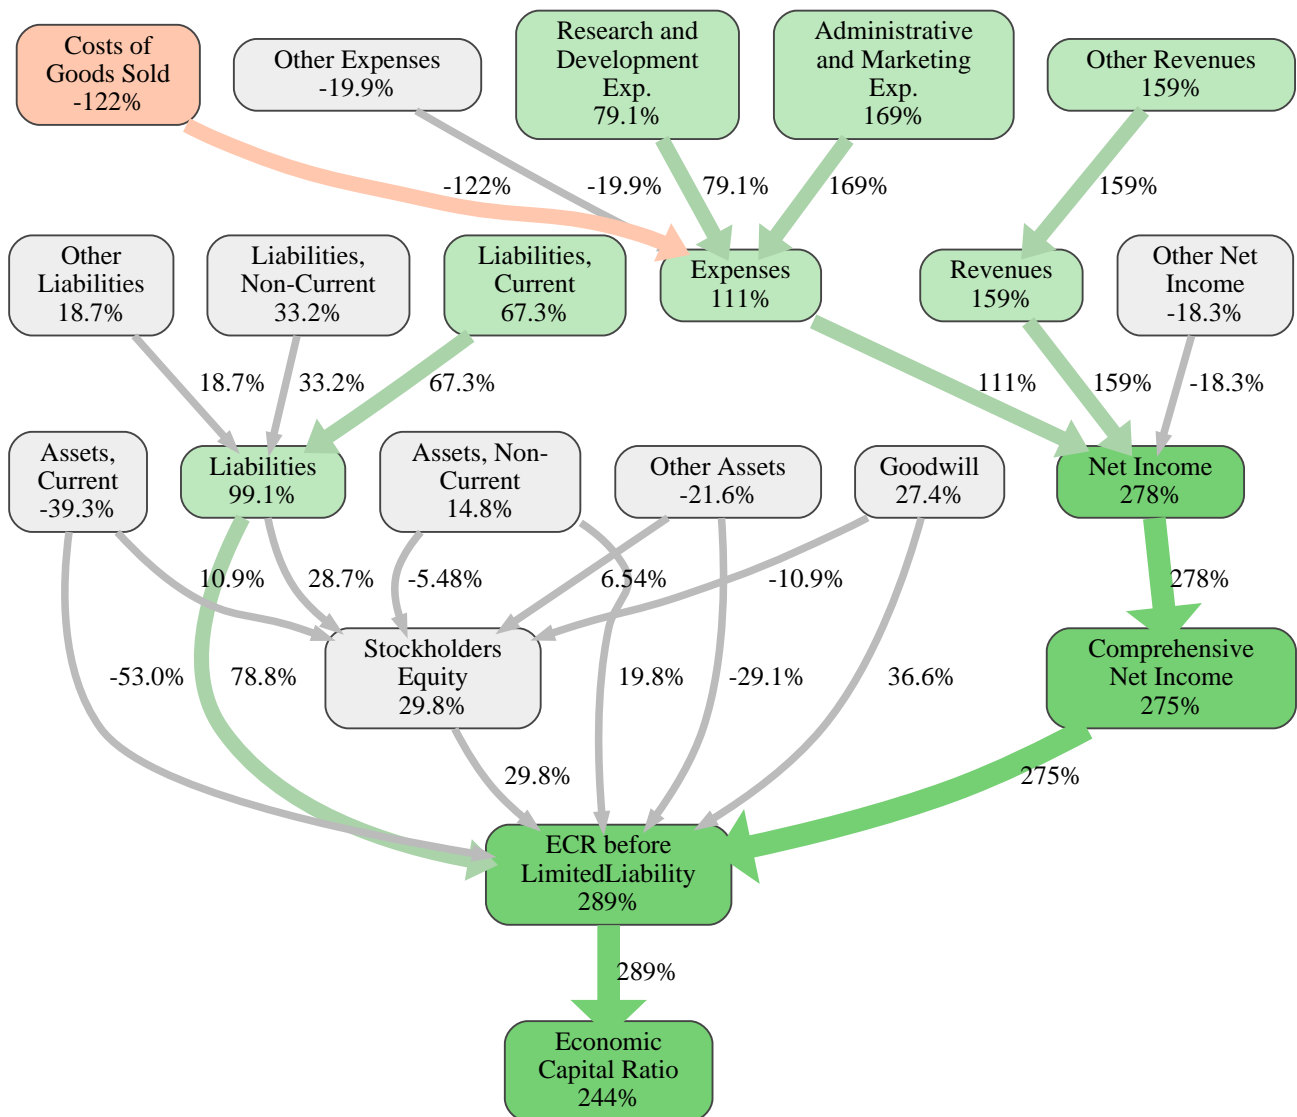 Costs of
Goods Sold
-122%
Other Expenses
-19.9%
Research and
Development
Exp.
79.1%
Administrative
and Marketing
Exp.
169%
Other Revenues
159%
-122%
-19.9%
79.1%
169%
159%
Other
Liabilities
18.7%
Liabilities,
Non-Current
33.2%
Liabilities,
Current
67.3%
Expenses
111%
Revenues
159%
Other Net
Income
-18.3%
18.7%
33.2%
67.3%
111%
159%
-18.3%
Assets,
Current
-39.3%
Liabilities
99.1%
Assets, Non-
Current
14.8%
Other Assets
-21.6%
Goodwill
27.4%
Net Income
278%
10.9%
28.7%
-5.48%
6.54%
-10.9%
278%
-53.0%
78.8%
Stockholders
Equity
29.8%
19.8%
-29.1%
36.6%
Comprehensive
Net Income
275%
29.8%
275%
ECR before
LimitedLiability
289%
289%
Economic
Capital Ratio
244%